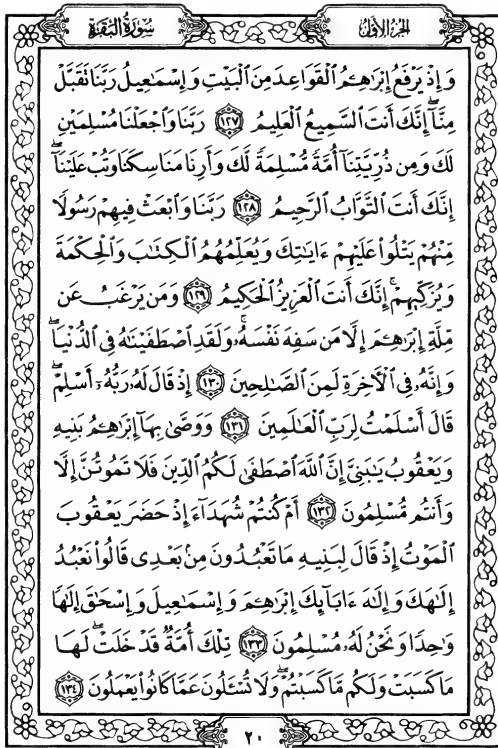 الجزء الأول
سورة البقرة
وَإِذْ يَرْفَعُ إِبْرَٰهِـۧمُ ٱلْقَوَاعِدَ مِنَ ٱلْبَيْتِ وَإِسْمَـٰعِيلُ رَبَّنَا تَقَبَّلْ
مِنَّآ ۖ إِنَّكَ أَنتَ ٱلسَّمِيعُ ٱلْعَلِيمُ ١٢٧ رَبَّنَا وَٱجْعَلْنَا مُسْلِمَيْنِ
لَكَ وَمِن ذُرِّيَّتِنَآ أُمَّةً مُّسْلِمَةً لَّكَ وَأَرِنَا مَنَاسِكَنَا وَتُبْ عَلَيْنَآ ۖ
إِنَّكَ أَنتَ ٱلتَّوَّابُ ٱلرَّحِيمُ ١٢٨ رَبَّنَا وَٱبْعَثْ فِيهِمْ رَسُولًا
مِّنْهُمْ يَتْلُوا۟ عَلَيْهِمْ ءَايَـٰتِكَ وَيُعَلِّمُهُمُ ٱلْكِتَـٰبَ وَٱلْحِكْمَةَ
وَيُزَكِّيهِمْ ۚ إِنَّكَ أَنتَ ٱلْعَزِيزُ ٱلْحَكِيمُ ١٢٩ وَمَن يَرْغَبُ عَن
مِّلَّةِ إِبْرَٰهِـۧمَ إِلَّا مَن سَفِهَ نَفْسَهُۥ ۚ وَلَقَدِ ٱصْطَفَيْنَـٰهُ فِى ٱلدُّنْيَا ۖ
وَإِنَّهُۥ فِى ٱلْـَٔاخِرَةِ لَمِنَ ٱلصَّـٰلِحِينَ ١٣٠ إِذْ قَالَ لَهُۥ رَبُّهُۥٓ أَسْلِمْ ۖ
قَالَ أَسْلَمْتُ لِرَبِّ ٱلْعَـٰلَمِينَ ١٣١ وَوَصَّىٰ بِهَآ إِبْرَٰهِـۧمُ بَنِيهِ
وَيَعْقُوبُ يَـٰبَنِىَّ إِنَّ ٱللَّهَ ٱصْطَفَىٰ لَكُمُ ٱلدِّينَ فَلَا تَمُوتُنَّ إِلَّا
وَأَنتُم مُّسْلِمُونَ ١٣٢ أَمْ كُنتُمْ شُهَدَآءَ إِذْ حَضَرَ يَعْقُوبَ
ٱلْمَوْتُ إِذْ قَالَ لِبَنِيهِ مَا تَعْبُدُونَ مِنۢ بَعْدِى قَالُوا۟ نَعْبُدُ
إِلَـٰهَكَ وَإِلَـٰهَ ءَابَآئِكَ إِبْرَٰهِـۧمَ وَإِسْمَـٰعِيلَ وَإِسْحَـٰقَ إِلَـٰهًا
وَٰحِدًا وَنَحْنُ لَهُۥ مُسْلِمُونَ ١٣٣ تِلْكَ أُمَّةٌ قَدْ خَلَتْ ۖ لَهَا
مَا كَسَبَتْ وَلَكُم مَّا كَسَبْتُمْ ۖ وَلَا تُسْـَٔلُونَ عَمَّا كَانُوا۟ يَعْمَلُونَ ١٣٤
٢٠